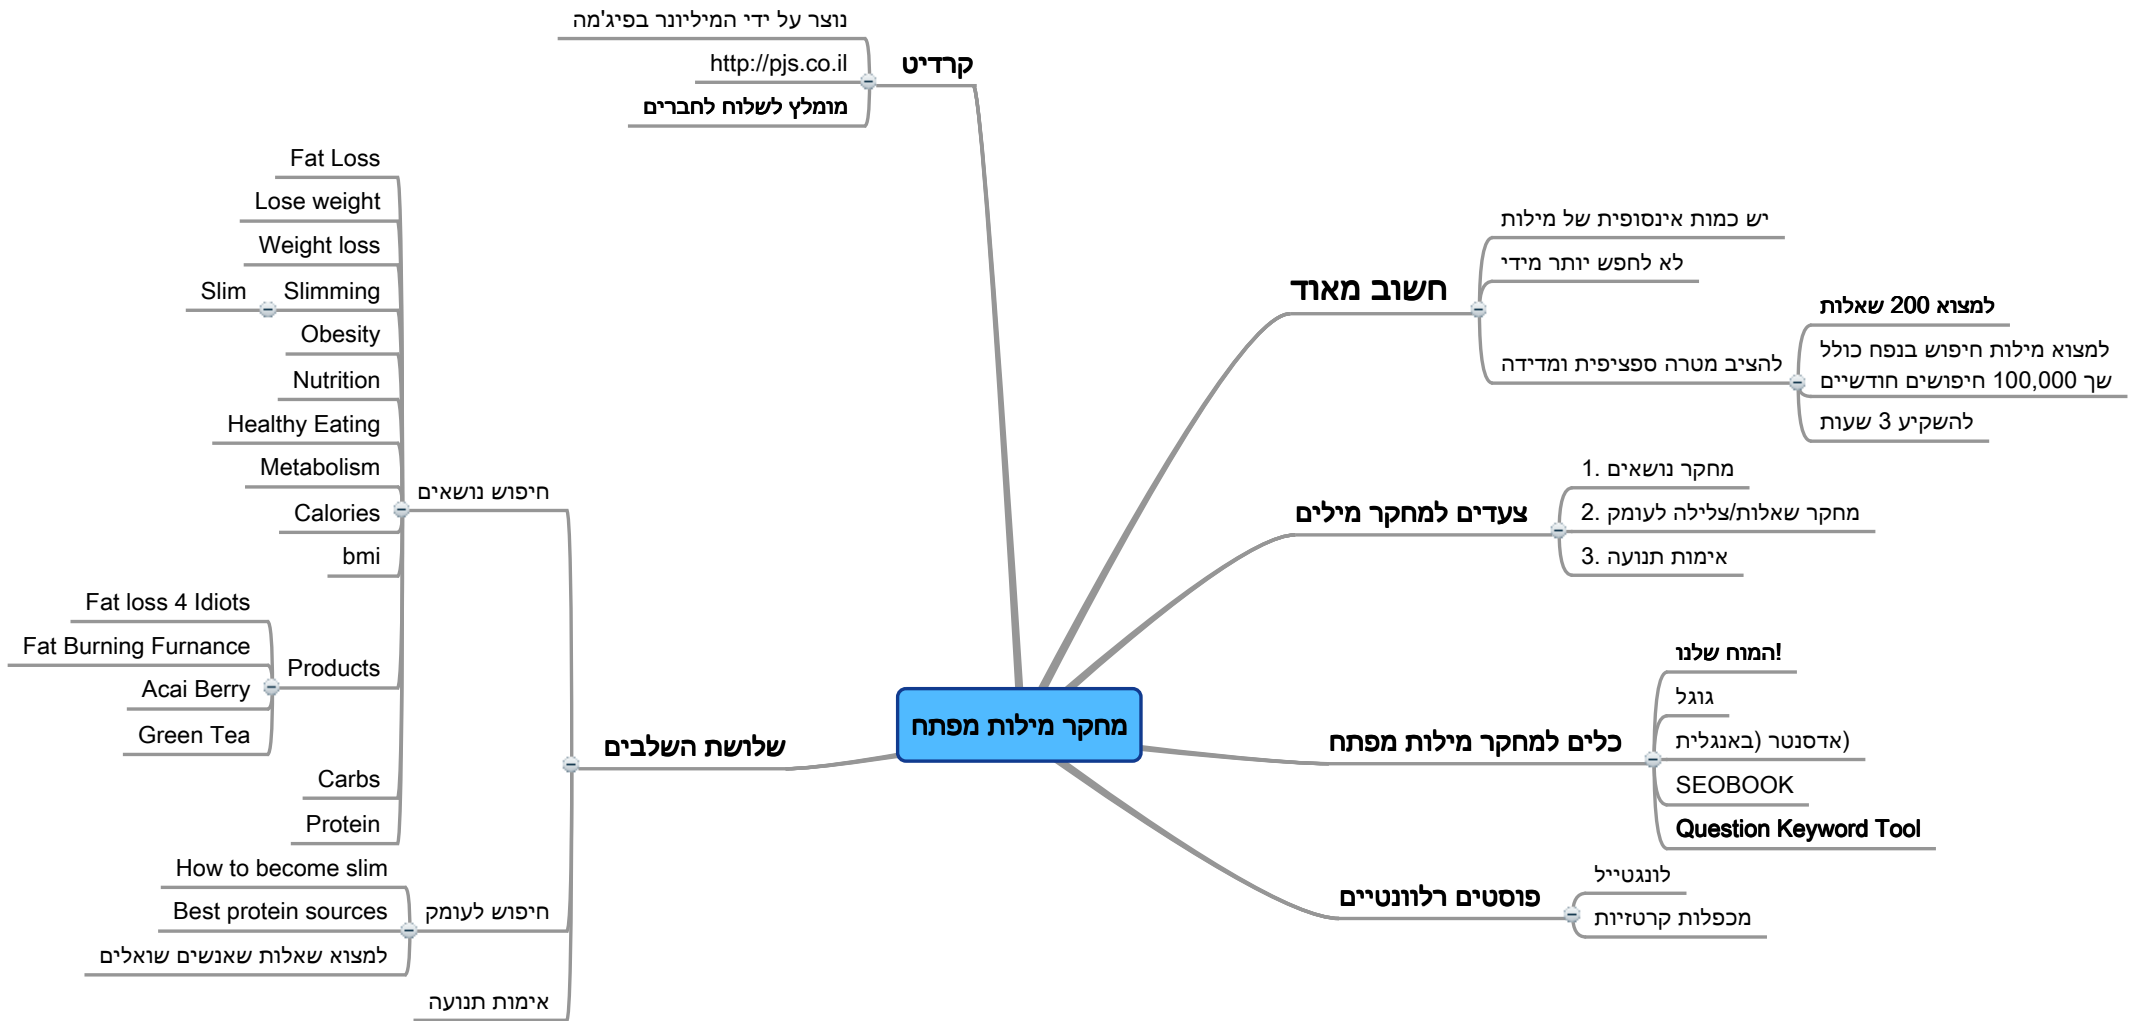 מחקר מילות מפתח
קרדיט
נוצר על ידי המיליונר בפיג'מה
http://pjs.co.il
מומלץ לשלוח לחברים
חשוב מאוד
יש כמות אינסופית של מילות
לא לחפש יותר מידי
להציב מטרה ספציפית ומדידה
למצוא 200 שאלות
למצוא מילות חיפוש בנפח כולל
שך 100,000 חיפושים חודשיים
להשקיע 3 שעות
צעדים למחקר מילים
1. מחקר נושאים
2. מחקר שאלות/צלילה לעומק
3. אימות תנועה
כלים למחקר מילות מפתח
המוח שלנו!
גוגל
אדסנטר (באנגלית)
SEOBOOK
Question Keyword Tool
פוסטים רלוונטיים
לונגטייל
מכפלות קרטזיות
שלושת השלבים
חיפוש נושאים
Fat Loss
Lose weight
Weight loss
Slimming
Slim
Obesity
Nutrition
Healthy Eating
Metabolism
Calories
bmi
Products
Fat loss 4 Idiots
Fat Burning Furnance
Acai Berry
Green Tea
Carbs
Protein
חיפוש לעומק
How to become slim
Best protein sources
למצוא שאלות שאנשים שואלים
אימות תנועה